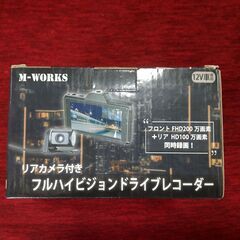 M-WORKS
12V車用
フロント FHD200 万画素
+リア HD100 万画素
同時録画！
リアカメラ付き
フルハイビジョンドライブレコーダー